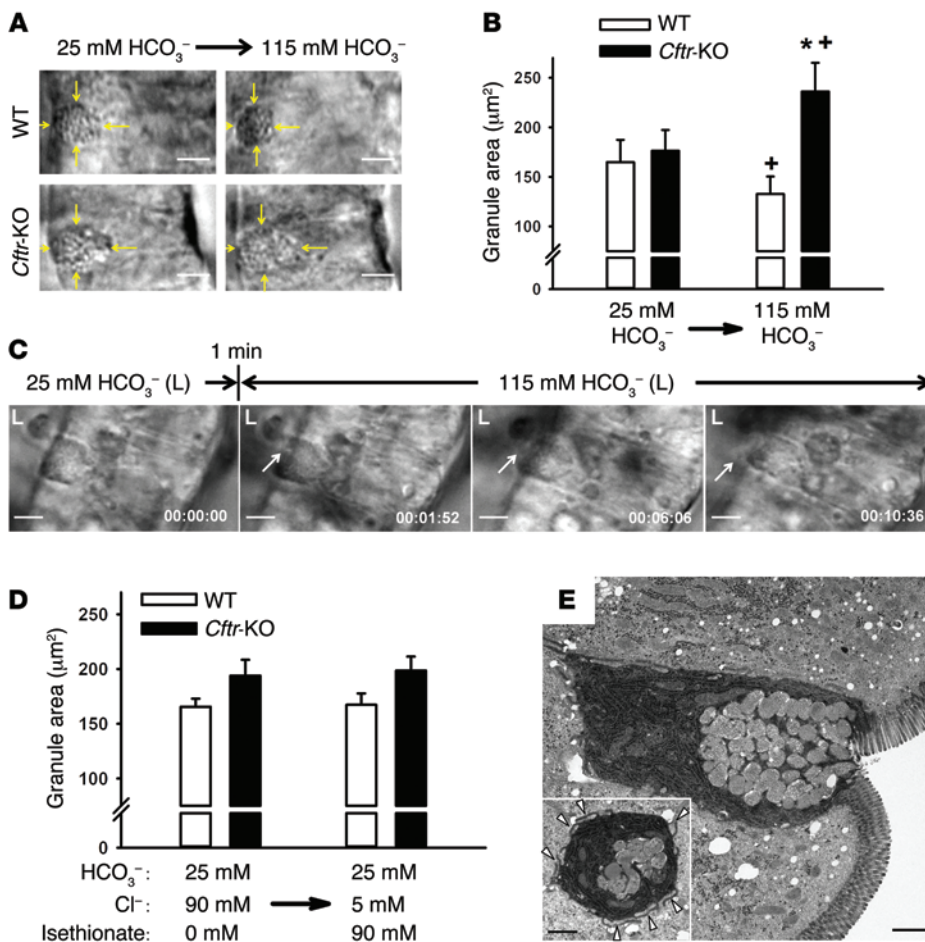 A
25 mM HCO₃⁻ → 115 mM HCO₃⁻
WT
Cftr-KO
B
WT
Cftr-KO
Granule area (μm²)
250
200
150
100
0
+
* +
25 mM HCO₃⁻ → 115 mM HCO₃⁻
C
1 min
25 mM HCO₃⁻ (L) → ← 115 mM HCO₃⁻ (L) →
L L L L
00:00:00 00:01:52 00:06:06 00:10:36
D
WT
Cftr-KO
Granule area (μm²)
250
200
150
100
0
HCO₃⁻: 25 mM 25 mM
Cl⁻: 90 mM → 5 mM
Isethionate: 0 mM 90 mM
E